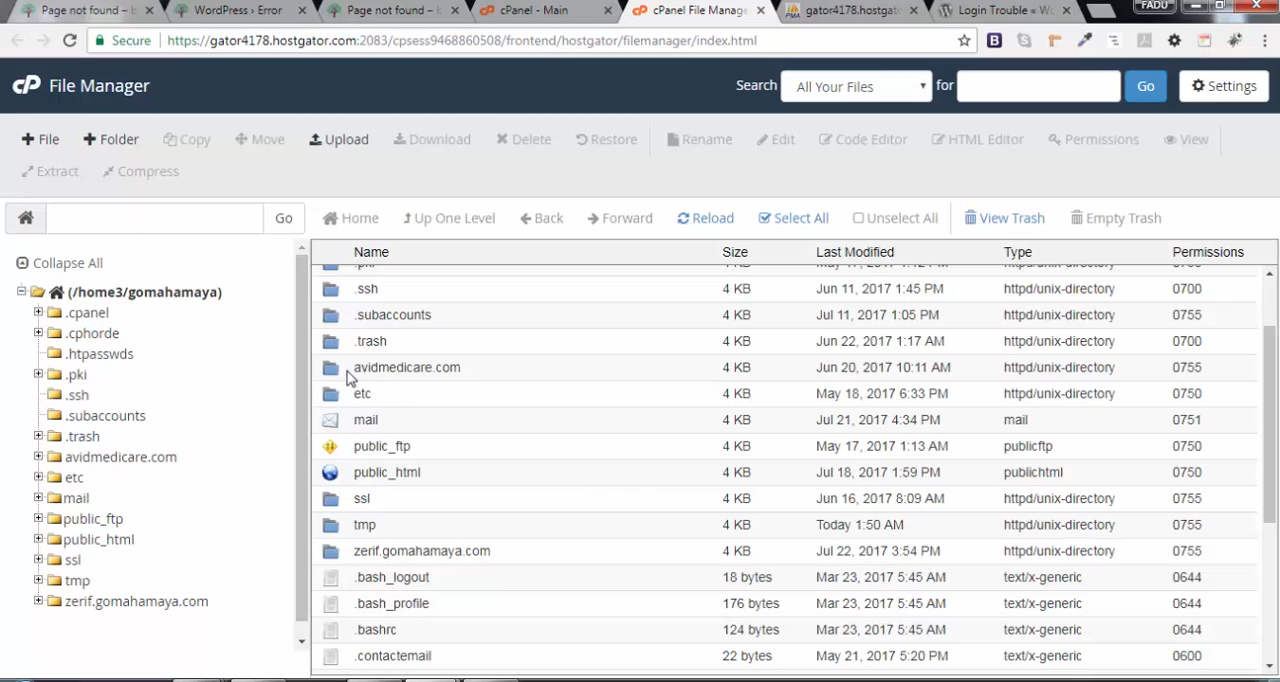 Page not found – b
WordPress › Error
Page not found – b
cPanel - Main
cPanel File Manage
gator4178.hostgat
Login Trouble « W
FADU
Secure
https://gator4178.hostgator.com:2083/cpsess9468860508/frontend/hostgator/filemanager/index.html
cP File Manager
Search All Your Files for Go Settings
File Folder Copy Move Upload Download Delete Restore Rename Edit Code Editor HTML Editor Permissions View
Extract Compress
Go Home Up One Level Back Forward Reload Select All Unselect All View Trash Empty Trash
Collapse All
(/home3/gomahamaya)
.cpanel
.cphorde
.htpasswds
.pki
.ssh
.subaccounts
.trash
avidmedicare.com
etc
mail
public_ftp
public_html
ssl
tmp
zerif.gomahamaya.com
Name Size Last Modified Type Permissions
.ssh 4 KB Jun 11, 2017 1:45 PM httpd/unix-directory 0700
.subaccounts 4 KB Jul 11, 2017 1:05 PM httpd/unix-directory 0755
.trash 4 KB Jun 22, 2017 1:17 AM httpd/unix-directory 0700
avidmedicare.com 4 KB Jun 20, 2017 10:11 AM httpd/unix-directory 0755
etc 4 KB May 18, 2017 6:33 PM httpd/unix-directory 0750
mail 4 KB Jul 21, 2017 4:34 PM mail 0751
public_ftp 4 KB May 17, 2017 1:13 AM publicftp 0750
public_html 4 KB Jul 18, 2017 1:59 PM publichtml 0750
ssl 4 KB Jun 16, 2017 8:09 AM httpd/unix-directory 0755
tmp 4 KB Today 1:50 AM httpd/unix-directory 0755
zerif.gomahamaya.com 4 KB Jul 22, 2017 3:54 PM httpd/unix-directory 0755
.bash_logout 18 bytes Mar 23, 2017 5:45 AM text/x-generic 0644
.bash_profile 176 bytes Mar 23, 2017 5:45 AM text/x-generic 0644
.bashrc 124 bytes Mar 23, 2017 5:45 AM text/x-generic 0644
.contactemail 22 bytes May 21, 2017 5:20 PM text/x-generic 0600